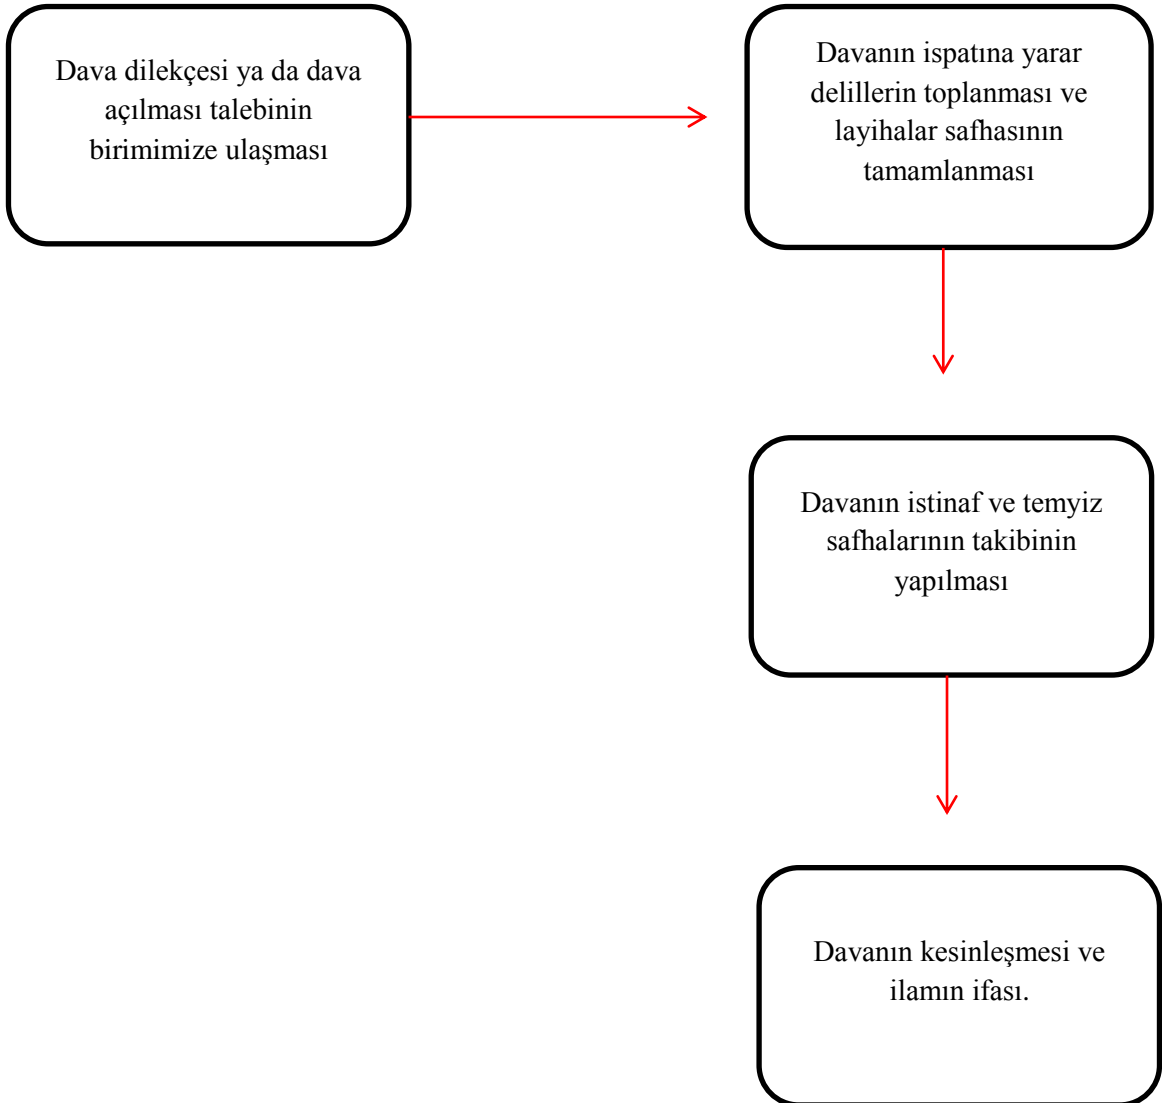 Dava dilekçesi ya da dava
açılması talebinin
birimimize ulaşması
Davanın ispatına yarar
delillerin toplanması ve
layihalar safhasının
tamamlanması
Davanın istinaf ve temyiz
safhalarının takibinin
yapılması
Davanın kesinleşmesi ve
ilamın ifası.